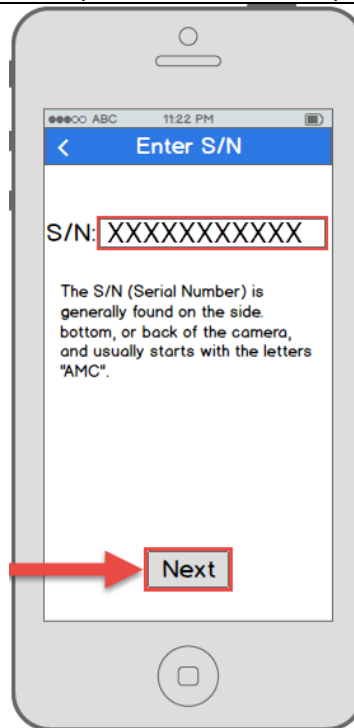 ABC 11:22 PM
< Enter S/N
S/N: XXXXXXXXXXX
The S/N (Serial Number) is
generally found on the side.
bottom, or back of the camera,
and usually starts with the letters
"AMC".
Next